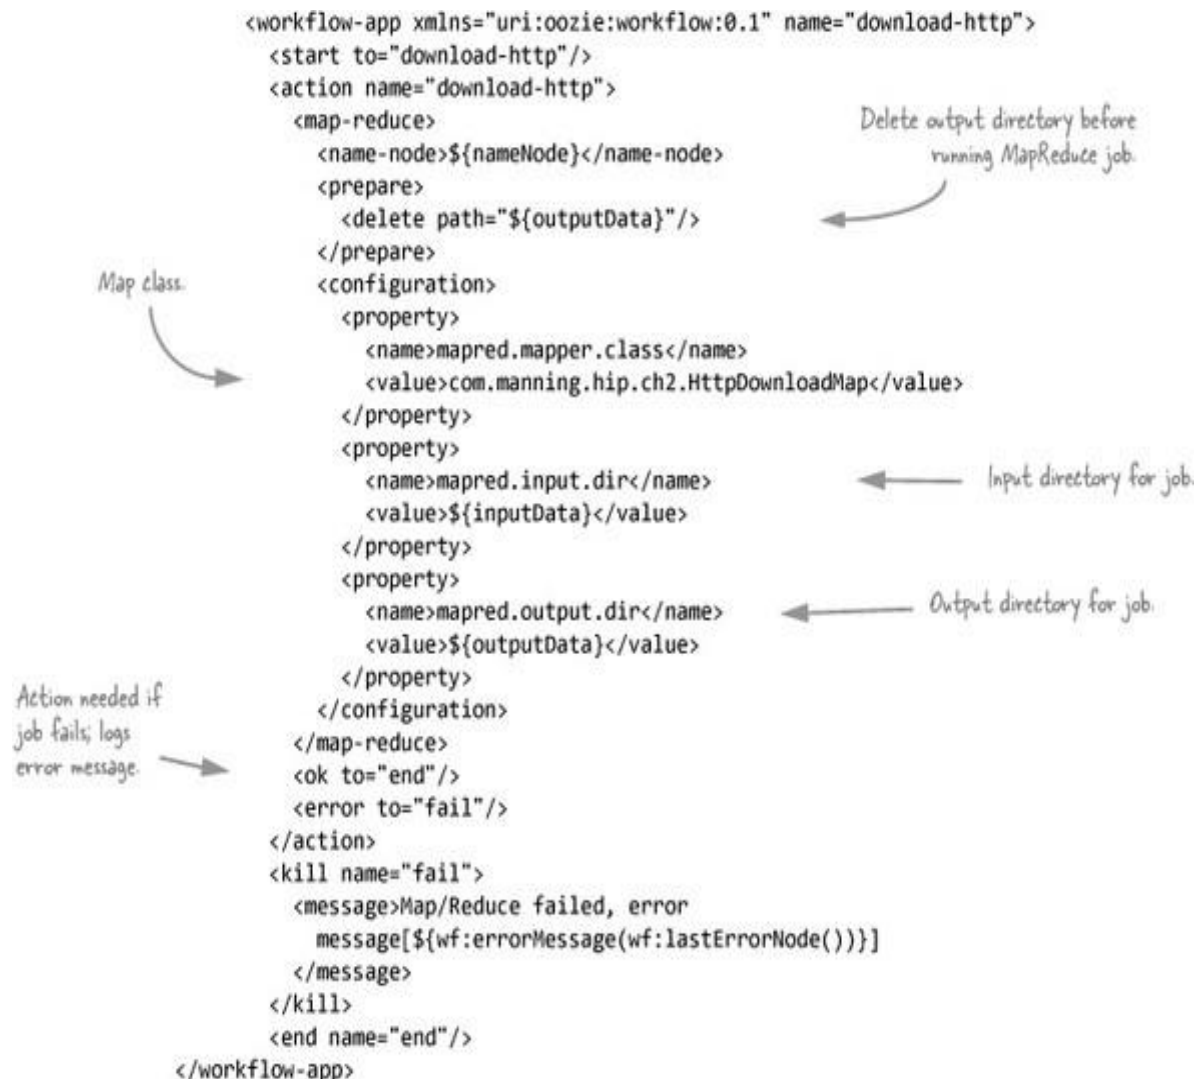 <workflow-app xmlns="uri:oozie:workflow:0.1" name="download-http">
<start to="download-http"/>
<action name="download-http">
<map-reduce>
Delete output directory before
running MapReduce job.
<name-node>${nameNode}</name-node>
<prepare>
<delete path="${outputData}"/>
</prepare>
Map class.
<configuration>
<property>
<name>mapred.mapper.class</name>
<value>com.manning.hip.ch2.HttpDownloadMap</value>
</property>
<property>
<name>mapred.input.dir</name>
Input directory for job.
<value>${inputData}</value>
</property>
<property>
<name>mapred.output.dir</name>
Output directory for job.
<value>${outputData}</value>
</property>
</configuration>
Action needed if
job fails; logs
error message.
</map-reduce>
<ok to="end"/>
<error to="fail"/>
</action>
<kill name="fail">
<message>Map/Reduce failed, error
message[${wf:errorMessage(wf:lastErrorNode())}]
</message>
</kill>
<end name="end"/>
</workflow-app>